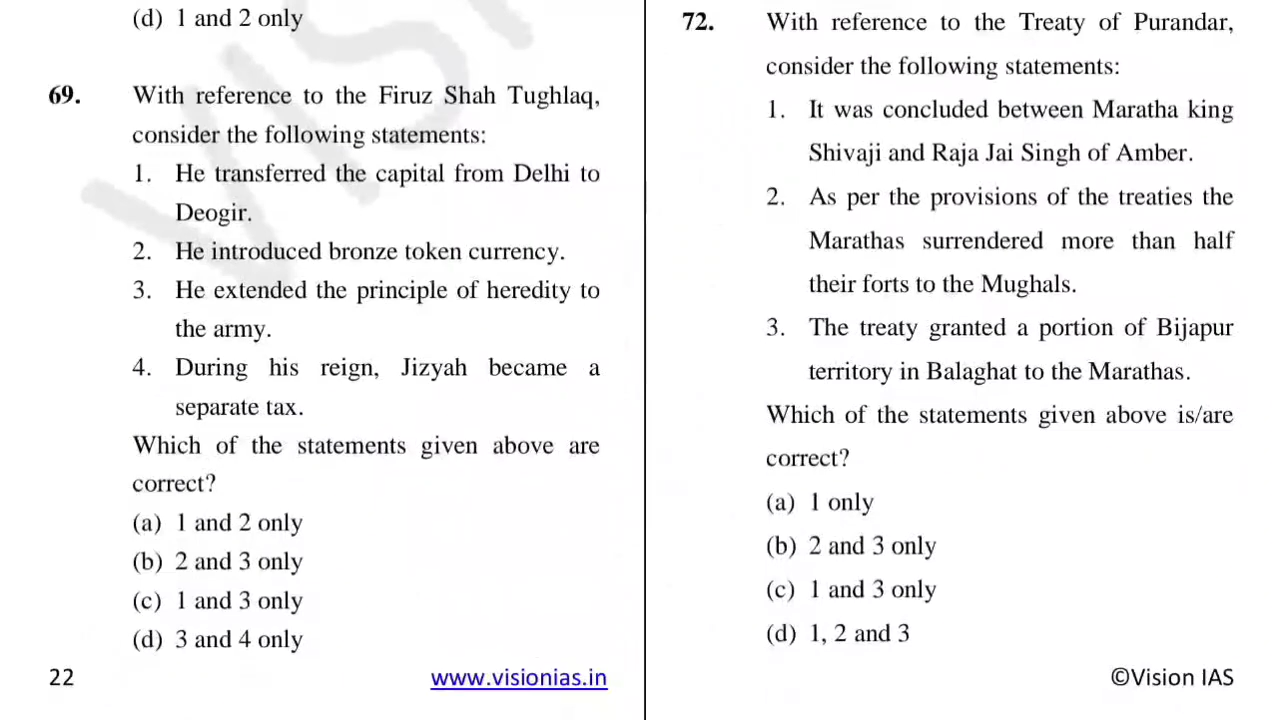 (d) 1 and 2 only
69. With reference to the Firuz Shah Tughlaq,
consider the following statements:
1. He transferred the capital from Delhi to
Deogir.
2. He introduced bronze token currency.
3. He extended the principle of heredity to
the army.
4. During his reign, Jizyah became a
separate tax.
Which of the statements given above are
correct?
(a) 1 and 2 only
(b) 2 and 3 only
(c) 1 and 3 only
(d) 3 and 4 only
22 www.visionias.in
72. With reference to the Treaty of Purandar,
consider the following statements:
1. It was concluded between Maratha king
Shivaji and Raja Jai Singh of Amber.
2. As per the provisions of the treaties the
Marathas surrendered more than half
their forts to the Mughals.
3. The treaty granted a portion of Bijapur
territory in Balaghat to the Marathas.
Which of the statements given above is/are
correct?
(a) 1 only
(b) 2 and 3 only
(c) 1 and 3 only
(d) 1, 2 and 3
©Vision IAS